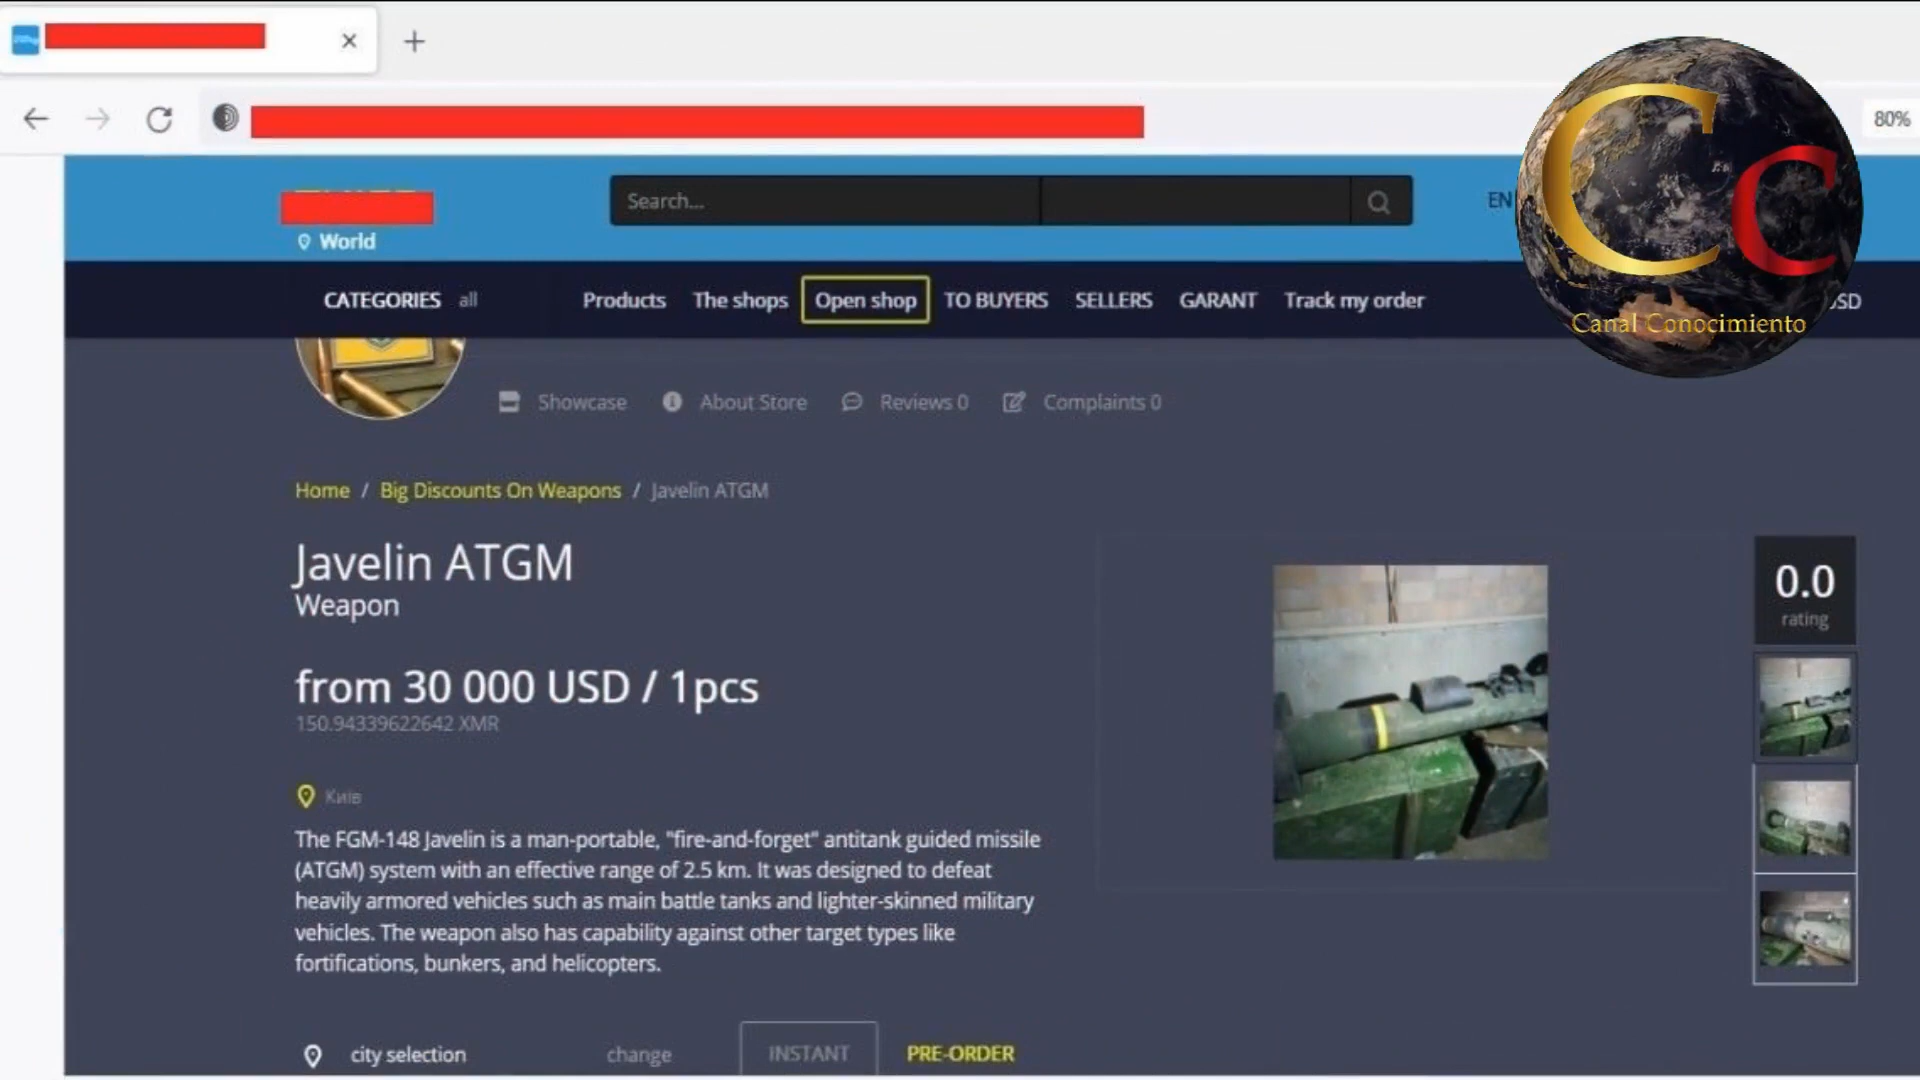 80%
Search...
EN
World
CATEGORIES all Products The shops Open shop TO BUYERS SELLERS GARANT Track my order
Cc
Canal Conocimiento
Showcase About Store Reviews 0 Complaints 0
Home / Big Discounts On Weapons / Javelin ATGM
Javelin ATGM
Weapon
0.0
rating
from 30 000 USD / 1pcs
150.94339622642 XMR
Київ
The FGM-148 Javelin is a man-portable, "fire-and-forget" antitank guided missile
(ATGM) system with an effective range of 2.5 km. It was designed to defeat
heavily armored vehicles such as main battle tanks and lighter-skinned military
vehicles. The weapon also has capability against other target types like
fortifications, bunkers, and helicopters.
city selection change INSTANT PRE-ORDER